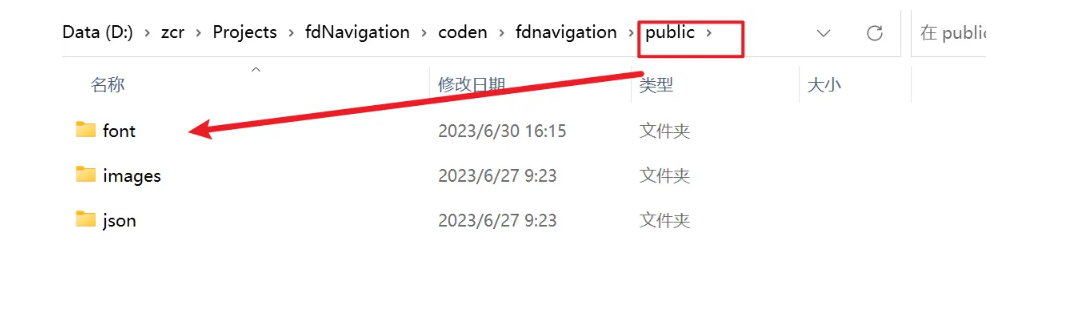 Data (D:) › zcr › Projects › fdNavigation › coden › fdnavigation › public › 在 public
名称 修改日期 类型 大小
font 2023/6/30 16:15 文件夹
images 2023/6/27 9:23 文件夹
json 2023/6/27 9:23 文件夹